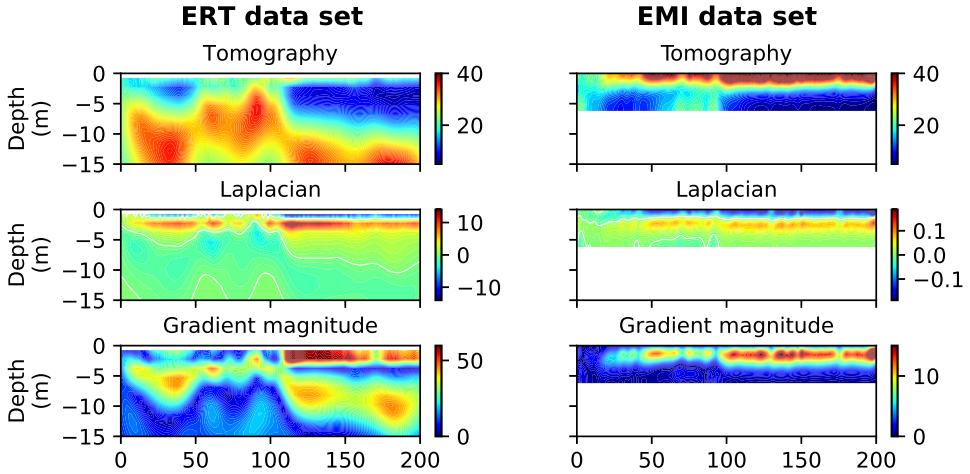 ERT data set
EMI data set
Tomography
Tomography
0
−5
−10
−15
Depth
(m)
40
20
40
20
Laplacian
Laplacian
0
−5
−10
−15
Depth
(m)
10
0
−10
0.1
0.0
−0.1
Gradient magnitude
Gradient magnitude
0
−5
−10
−15
Depth
(m)
50
0
10
0
0 50 100 150 200
0 50 100 150 200